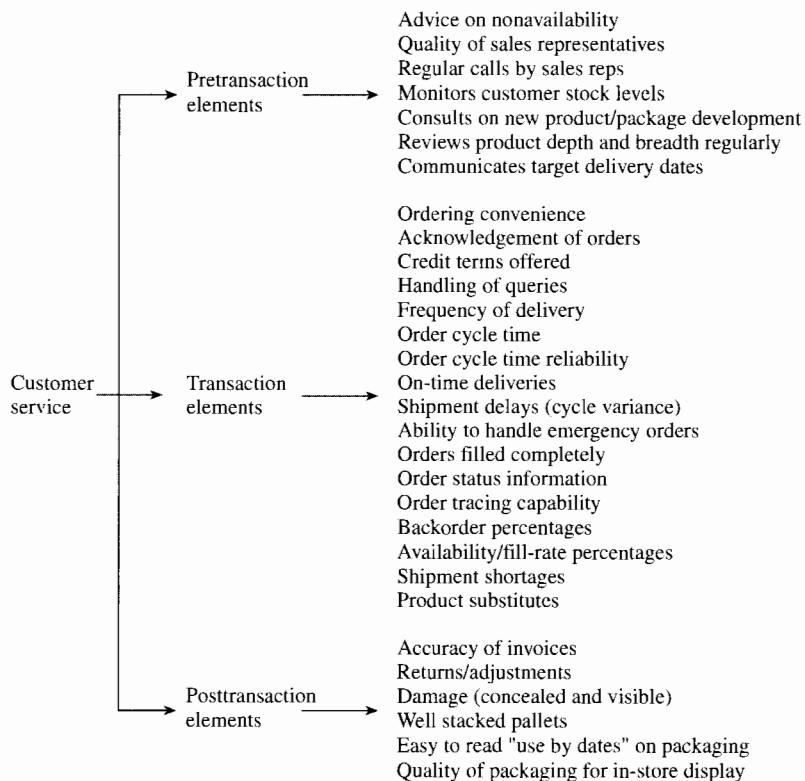 Customer
service
Pretransaction
elements
Advice on nonavailability
Quality of sales representatives
Regular calls by sales reps
Monitors customer stock levels
Consults on new product/package development
Reviews product depth and breadth regularly
Communicates target delivery dates
Transaction
elements
Ordering convenience
Acknowledgement of orders
Credit terms offered
Handling of queries
Frequency of delivery
Order cycle time
Order cycle time reliability
On-time deliveries
Shipment delays (cycle variance)
Ability to handle emergency orders
Orders filled completely
Order status information
Order tracing capability
Backorder percentages
Availability/fill-rate percentages
Shipment shortages
Product substitutes
Posttransaction
elements
Accuracy of invoices
Returns/adjustments
Damage (concealed and visible)
Well stacked pallets
Easy to read "use by dates" on packaging
Quality of packaging for in-store display